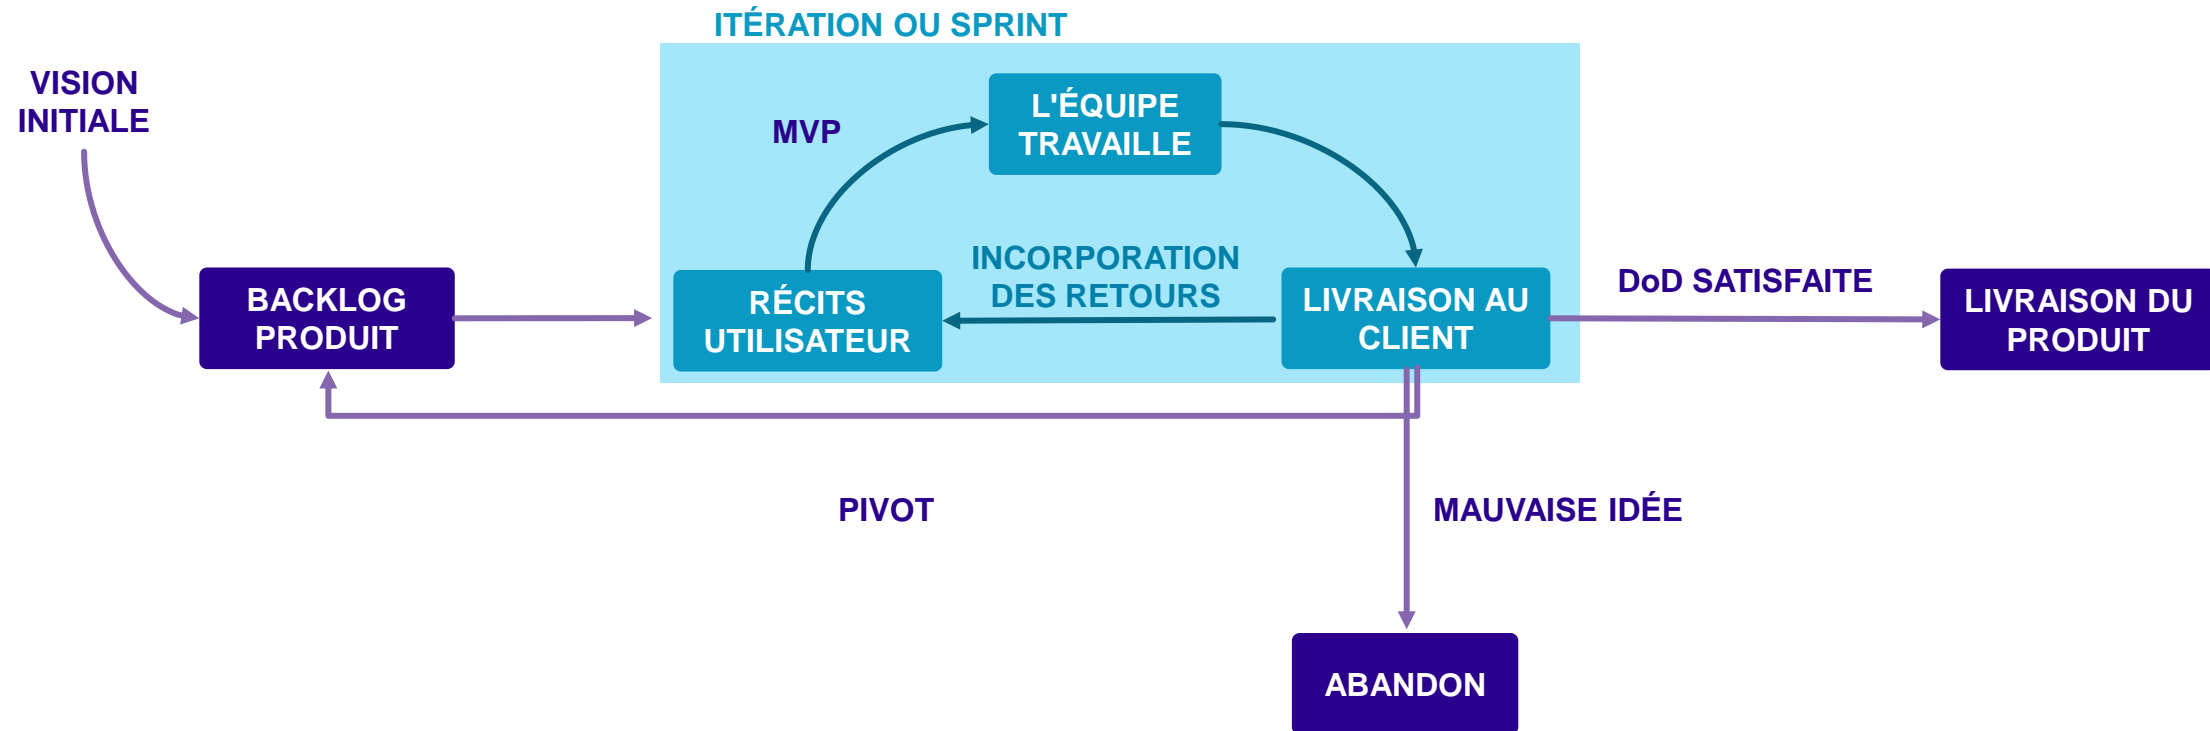 ITÉRATION OU SPRINT
VISION
INITIALE
L'ÉQUIPE
TRAVAILLE
MVP
INCORPORATION
DES RETOURS
BACKLOG
PRODUIT
RÉCITS
UTILISATEUR
LIVRAISON AU
CLIENT
DoD SATISFAITE
LIVRAISON DU
PRODUIT
PIVOT
MAUVAISE IDÉE
ABANDON